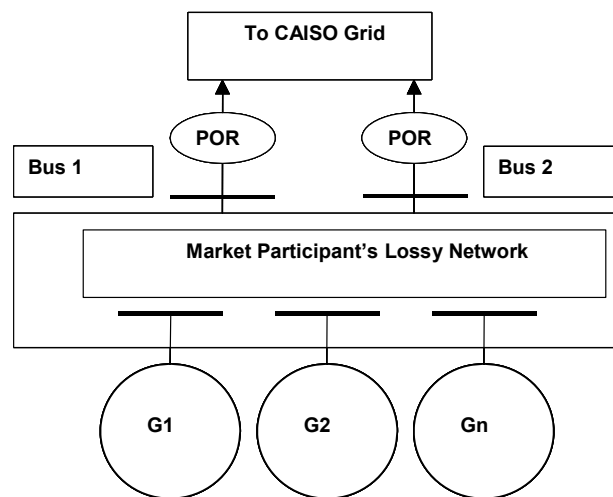 To CAISO Grid
POR
POR
Bus 1
Bus 2
Market Participant's Lossy Network
G1
G2
Gn